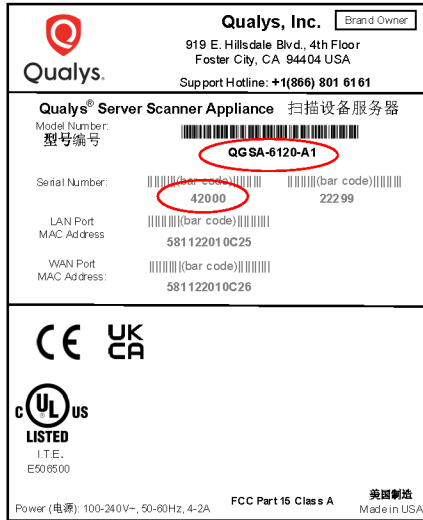 Qualys.
Qualys, Inc. Brand Owner
919 E. Hillsdale Blvd., 4th Floor
Foster City, CA 94404 USA
Support Hotline: +1(866) 801 6161
Qualys® Server Scanner Appliance 扫描设备服务器
Model Number:
型号编号
QGSA-6120-A1
Serial Number: (bar code) (bar code)
42000 22299
LAN Port
MAC Address
(bar code)
581122010C25
WAN Port
MAC Address:
(bar code)
581122010C26
CE UK
CA
C UL US
LISTED
I.T.E.
E506500
Power (电源): 100-240V~, 50-60Hz, 4-2A
FCC Part 15 Class A
美国制造
Made in USA